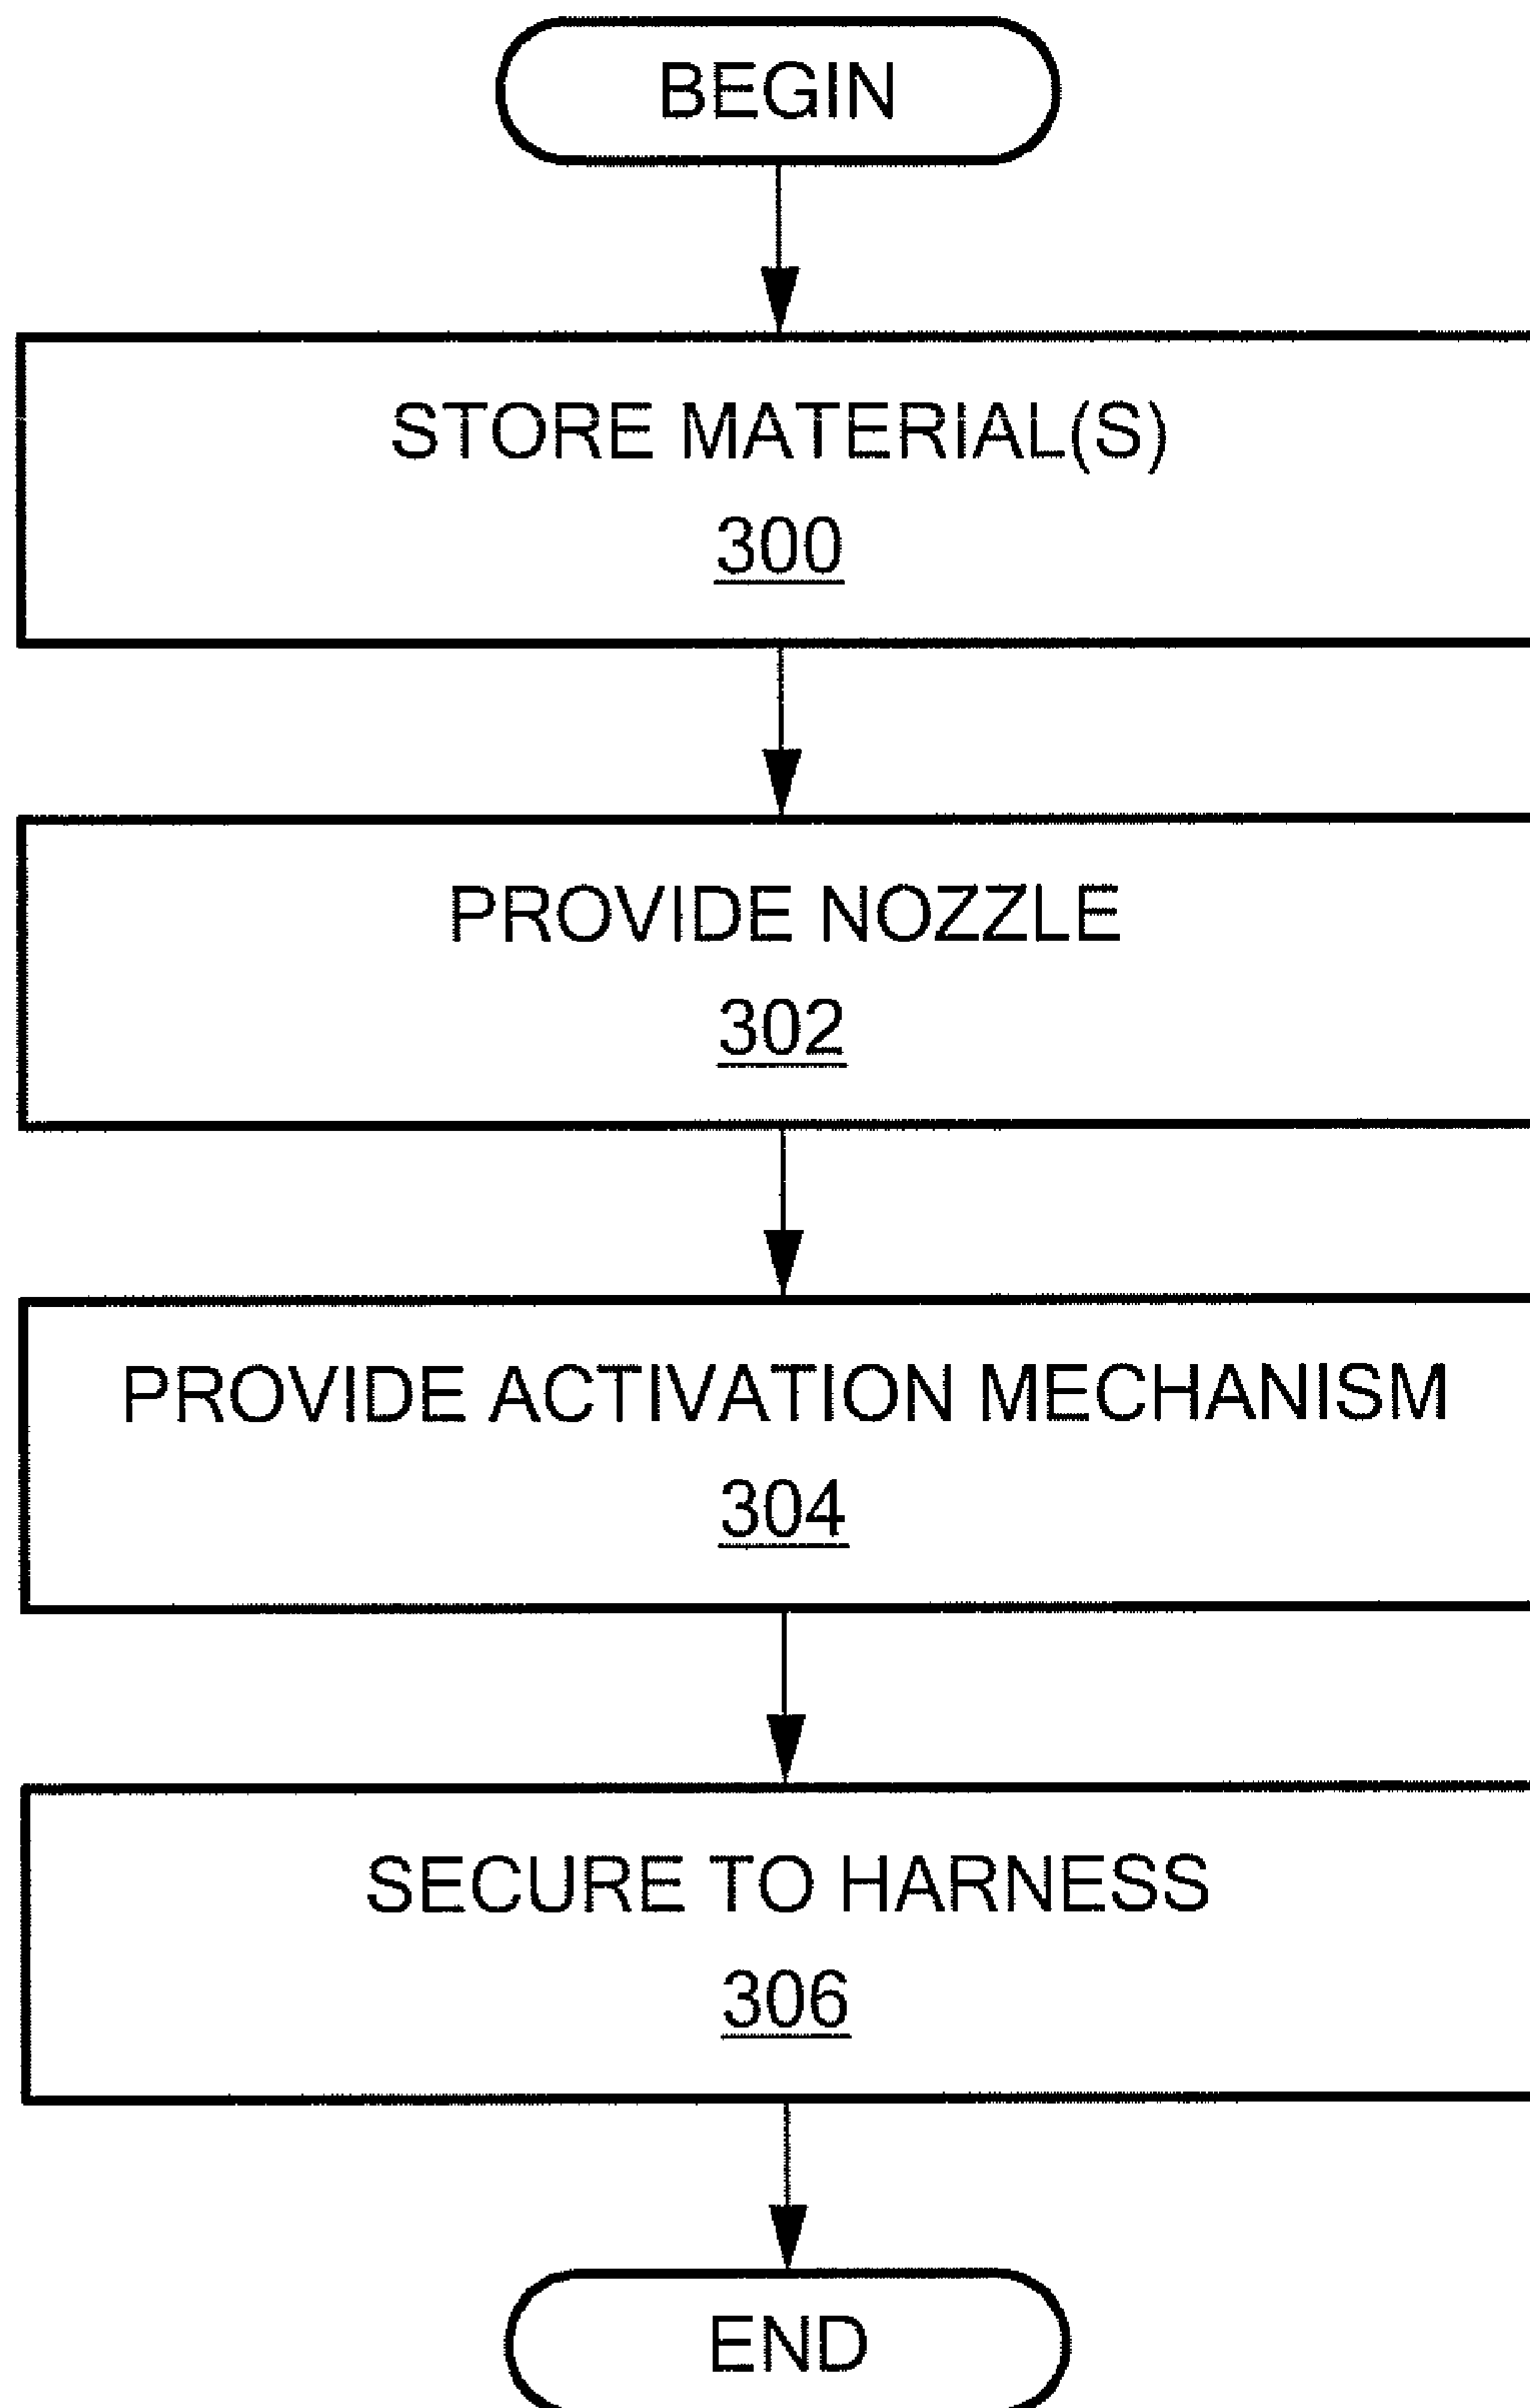 BEGIN
STORE MATERIAL(S)
300
PROVIDE NOZZLE
302
PROVIDE ACTIVATION MECHANISM
304
SECURE TO HARNESS
306
END